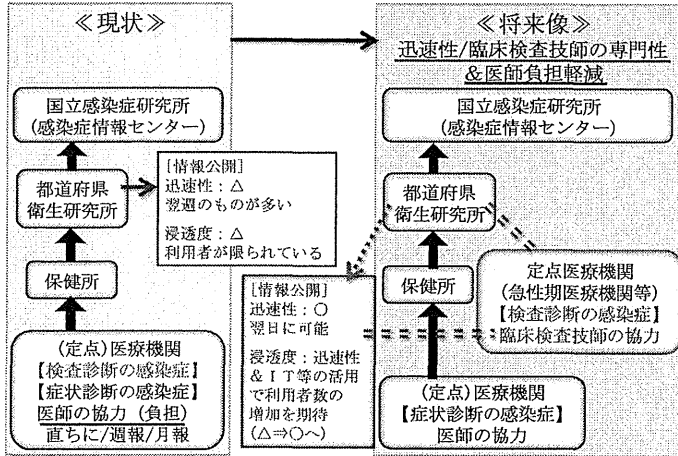 ≪現状≫
国立感染症研究所
(感染症情報センター)
都道府県
衛生研究所
[情報公開]
迅速性：△
翌週のものが多い
浸透度：△
利用者が限られている
保健所
(定点)医療機関
【検査診断の感染症】
【症状診断の感染症】
医師の協力(負担)
直ちに/週報/月報
≪将来像≫
迅速性/臨床検査技師の専門性
&医師負担軽減
国立感染症研究所
(感染症情報センター)
都道府県
衛生研究所
[情報公開]
迅速性：○
翌日に可能
浸透度：迅速性
&IT等の活用
で利用者数の
増加を期待
(△⇒○へ)
保健所
定点医療機関
(急性期医療機関等)
【検査診断の感染症】
臨床検査技師の協力
(定点)医療機関
【症状診断の感染症】
医師の協力